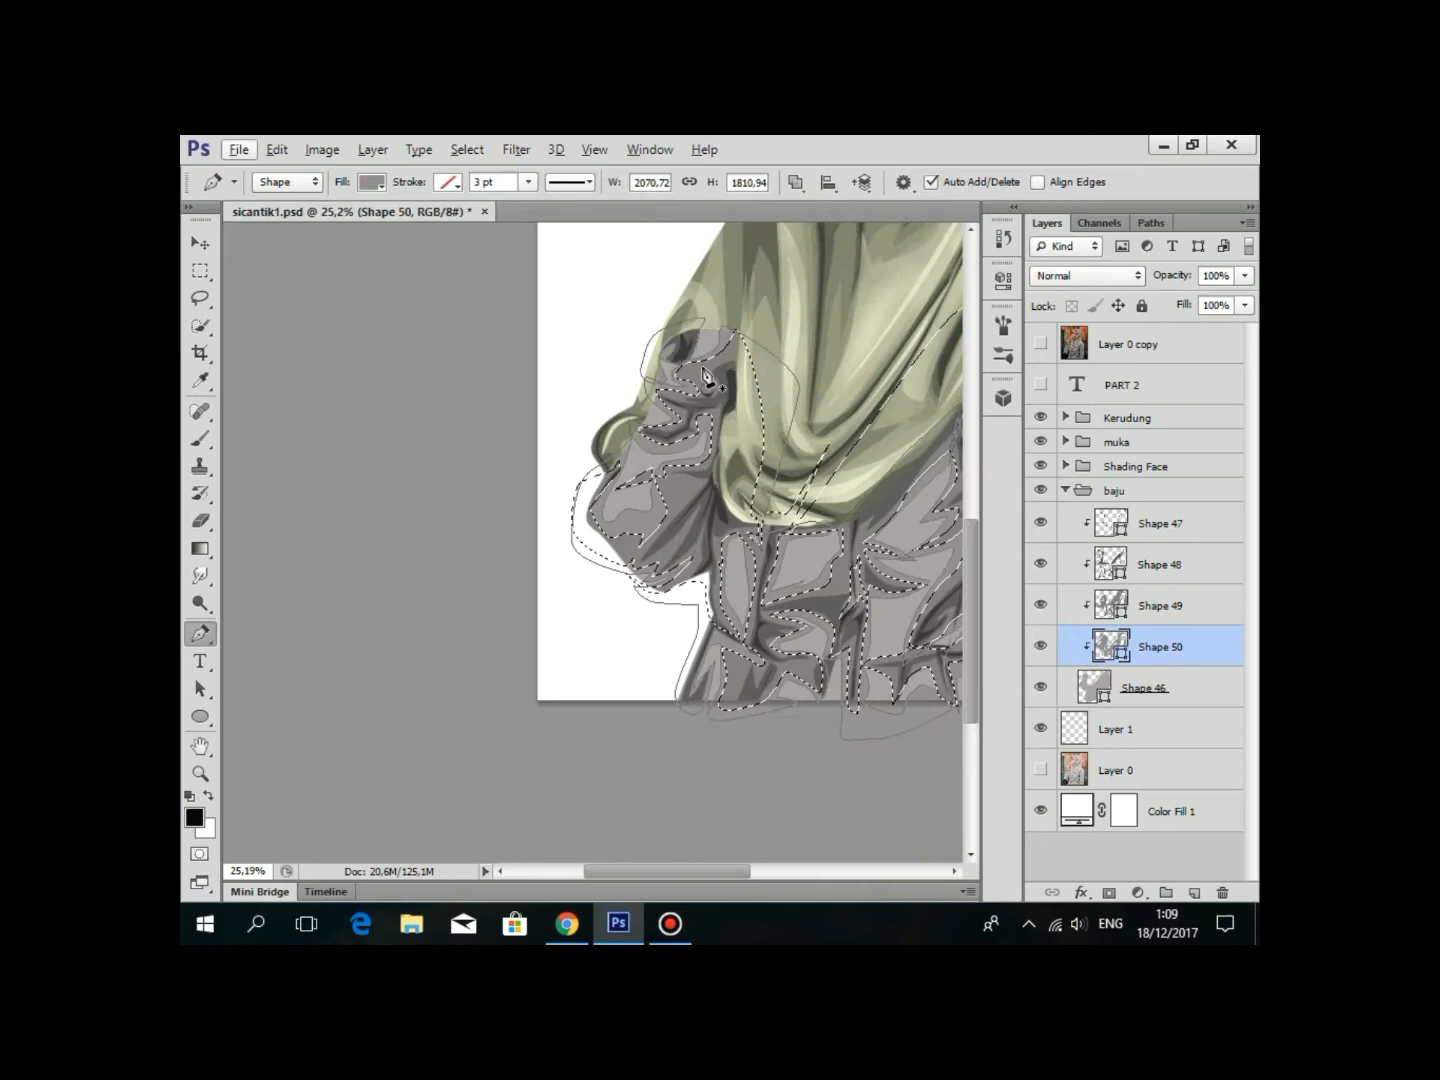 Ps File Edit Image Layer Type Select Filter 3D View Window Help
Shape Fill: Stroke: 3 pt W: 2070,72 H: 1810,94 Auto Add/Delete Align Edges
sicantik1.psd @ 25,2% (Shape 50, RGB/8#) * ×
Layers Channels Paths
Kind
Normal Opacity: 100%
Lock: Fill: 100%
Layer 0 copy
T PART 2
Kerudung
muka
Shading Face
baju
Shape 47
Shape 48
Shape 49
Shape 50
Shape 46
Layer 1
Layer 0
Color Fill 1
25,19% Doc: 20,6M/125,1M
Mini Bridge Timeline
Ps ENG 1:09
18/12/2017